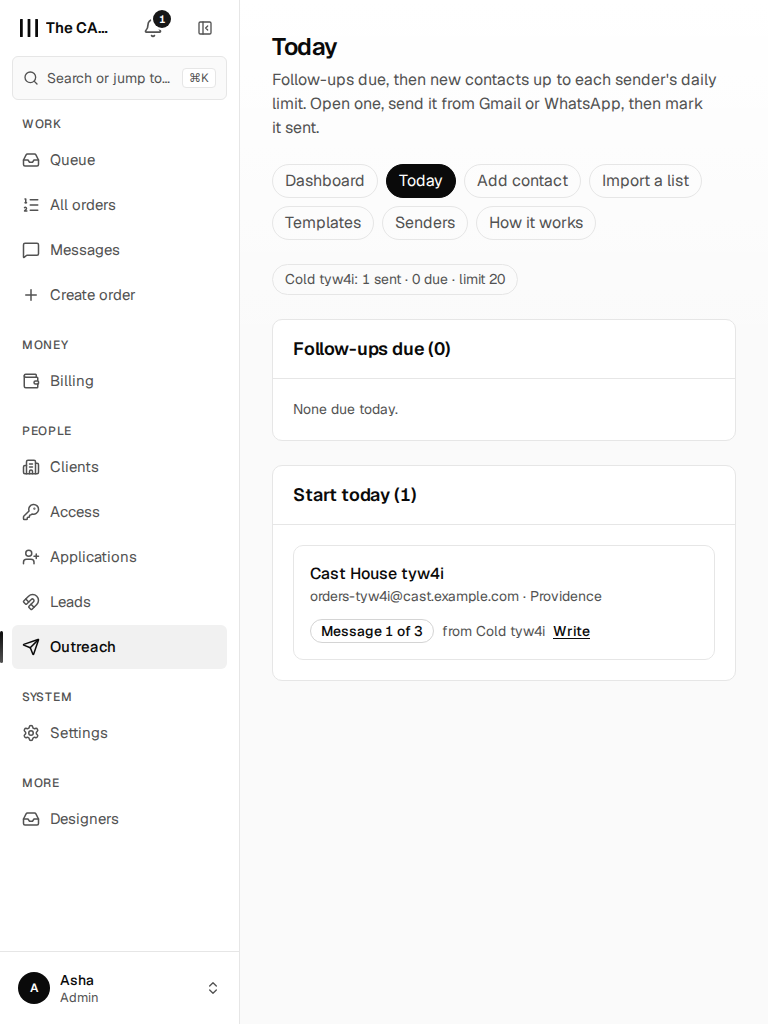 The CA…
1
Search or jump to…
⌘K
WORK
Queue
All orders
Messages
Create order
MONEY
Billing
PEOPLE
Clients
Access
Applications
Leads
Outreach
SYSTEM
Settings
MORE
Designers
A
Asha
Admin
Today
Follow-ups due, then new contacts up to each sender's daily
limit. Open one, send it from Gmail or WhatsApp, then mark
it sent.
Dashboard
Today
Add contact
Import a list
Templates
Senders
How it works
Cold tyw4i: 1 sent · 0 due · limit 20
Follow-ups due (0)
None due today.
Start today (1)
Cast House tyw4i
orders-tyw4i@cast.example.com · Providence
Message 1 of 3 from Cold tyw4i Write